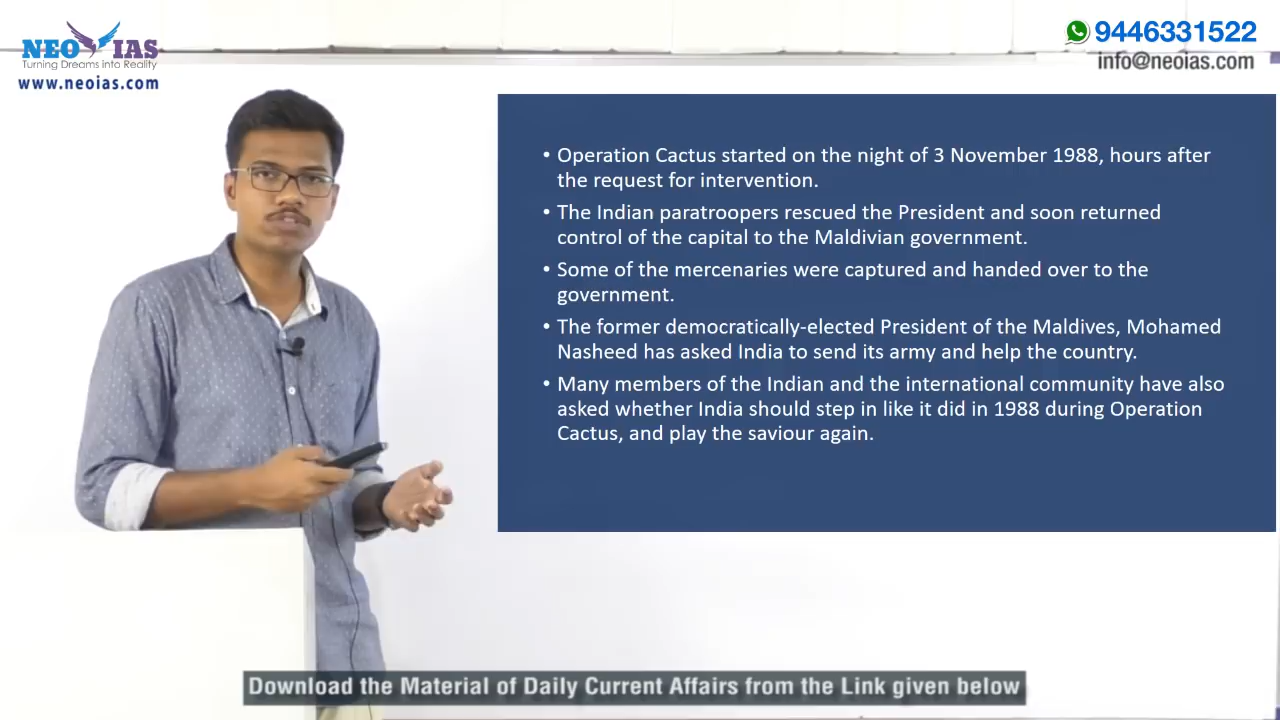 NEO IAS
Turning Dreams into Reality
www.neoias.com
9446331522
info@neoias.com
• Operation Cactus started on the night of 3 November 1988, hours after
the request for intervention.
• The Indian paratroopers rescued the President and soon returned
control of the capital to the Maldivian government.
• Some of the mercenaries were captured and handed over to the
government.
• The former democratically-elected President of the Maldives, Mohamed
Nasheed has asked India to send its army and help the country.
• Many members of the Indian and the international community have also
asked whether India should step in like it did in 1988 during Operation
Cactus, and play the saviour again.
Download the Material of Daily Current Affairs from the Link given below